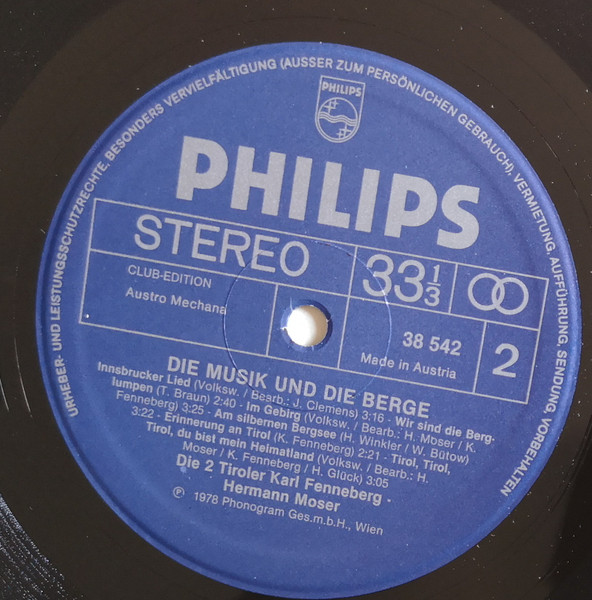 URHEBER- UND LEISTUNGSSCHUTZRECHTE, BESONDERS VERVIELFÄLTIGUNG (AUSSER ZUM PERSÖNLICHEN GEBRAUCH), VERMIETUNG, AUFFÜHRUNG, SENDUNG, VORBEHALTEN
PHILIPS
PHILIPS
STEREO
33 1/3
CLUB-EDITION
Austro Mechana
38 542
Made in Austria
2
DIE MUSIK UND DIE BERGE
Innsbrucker Lied (Volksw. / Bearb.: J. Clemens) 3:16 - Wir sind die Berg-
lumpen (T. Braun) 2:40 - Im Gebirg (Volksw. / Bearb.: H. Moser / K.
Fenneberg) 3:25 - Am silbernen Bergsee (H. Winkler / W. Bütow)
3:22 - Erinnerung an Tirol (K. Fenneberg) 2:21 - Tirol, Tirol,
Tirol, du bist mein Heimatland (Volksw. / Bearb.: H.
Moser / K. Fenneberg / H. Glück) 3:05
Die 2 Tiroler Karl Fenneberg -
Hermann Moser
Ⓟ 1978 Phonogram Ges.m.b.H., Wien